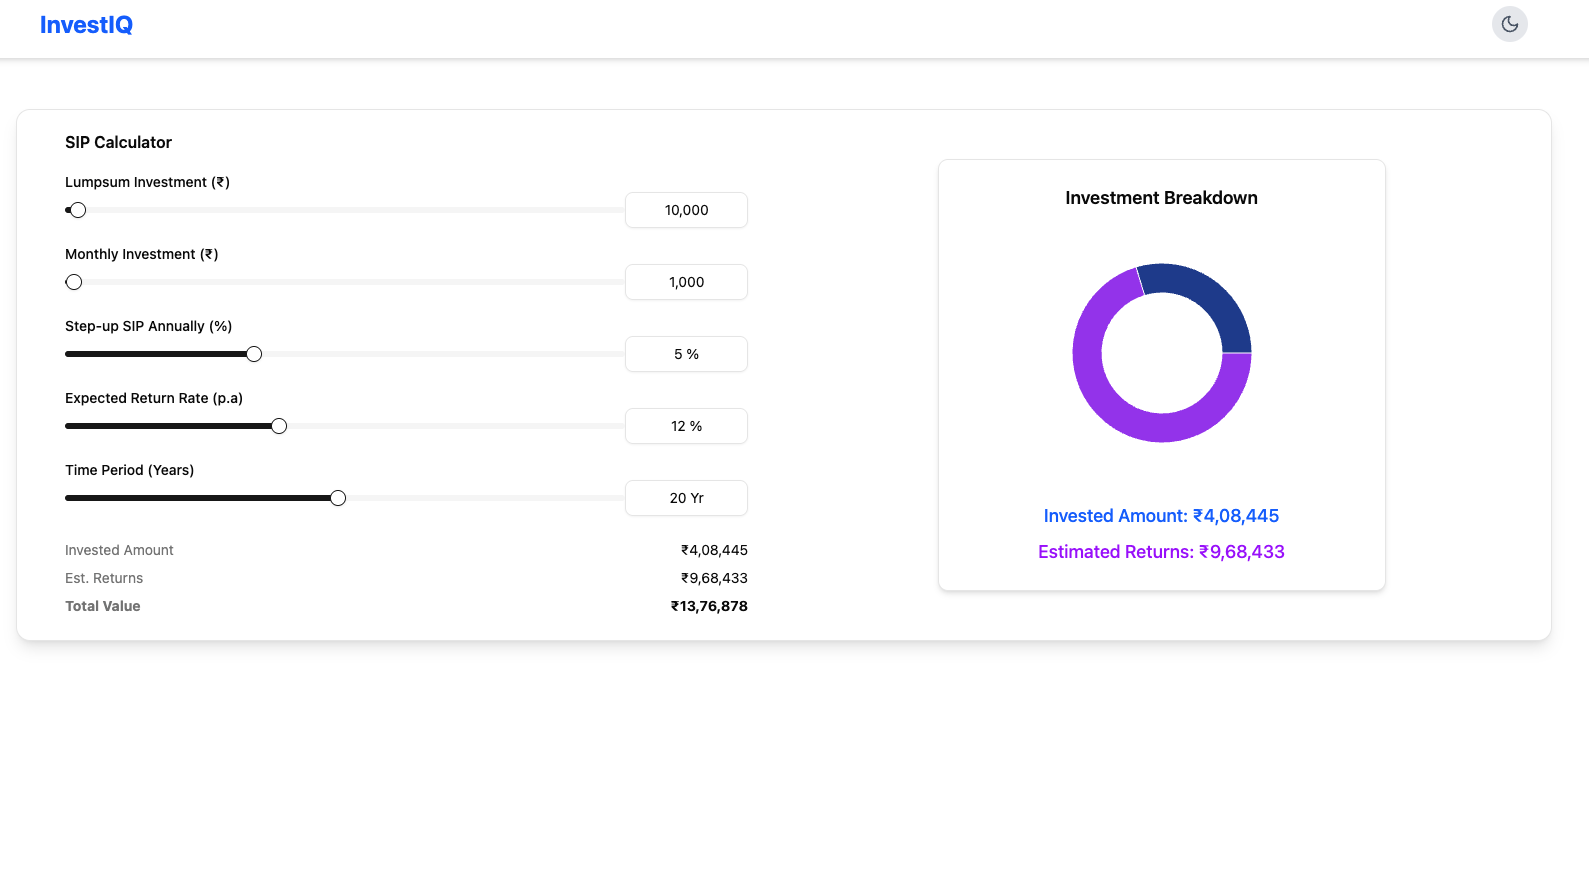 InvestIQ
SIP Calculator
Lumpsum Investment (₹)
10,000
Monthly Investment (₹)
1,000
Step-up SIP Annually (%)
5 %
Expected Return Rate (p.a)
12 %
Time Period (Years)
20 Yr
Invested Amount ₹4,08,445
Est. Returns ₹9,68,433
Total Value ₹13,76,878
Investment Breakdown
Invested Amount: ₹4,08,445
Estimated Returns: ₹9,68,433